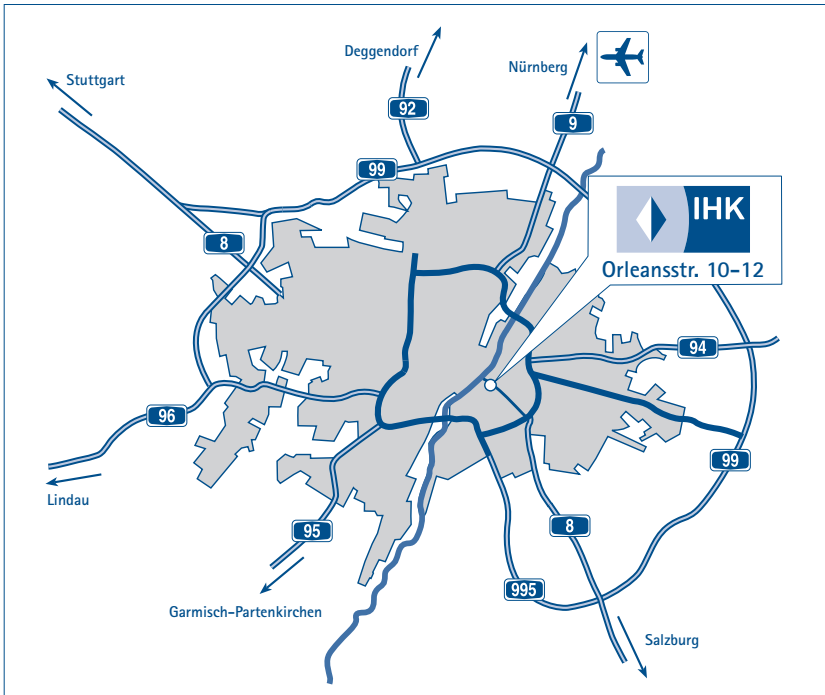 Deggendorf
Nürnberg
Stuttgart
92
9
99
IHK
8
Orleansstr. 10-12
94
96
99
Lindau
95
8
995
Garmisch-Partenkirchen
Salzburg